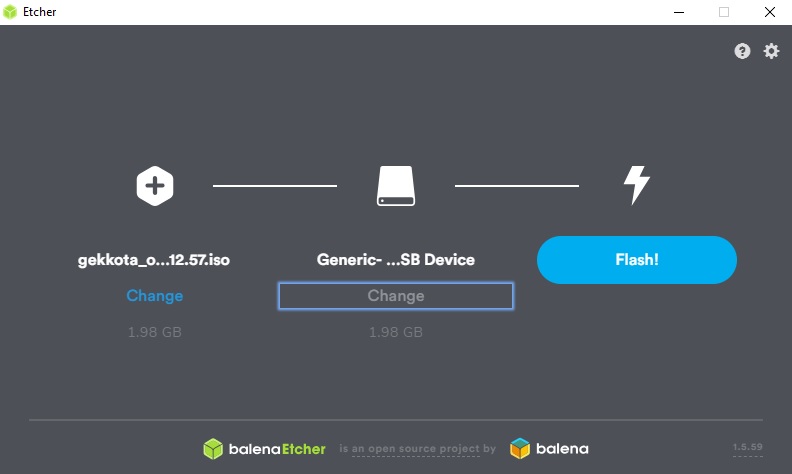 Etcher
gekkota_o...12.57.iso
Generic- ...SB Device
Flash!
Change
Change
1.98 GB
1.98 GB
balenaEtcher is an open source project by balena
1.5.59